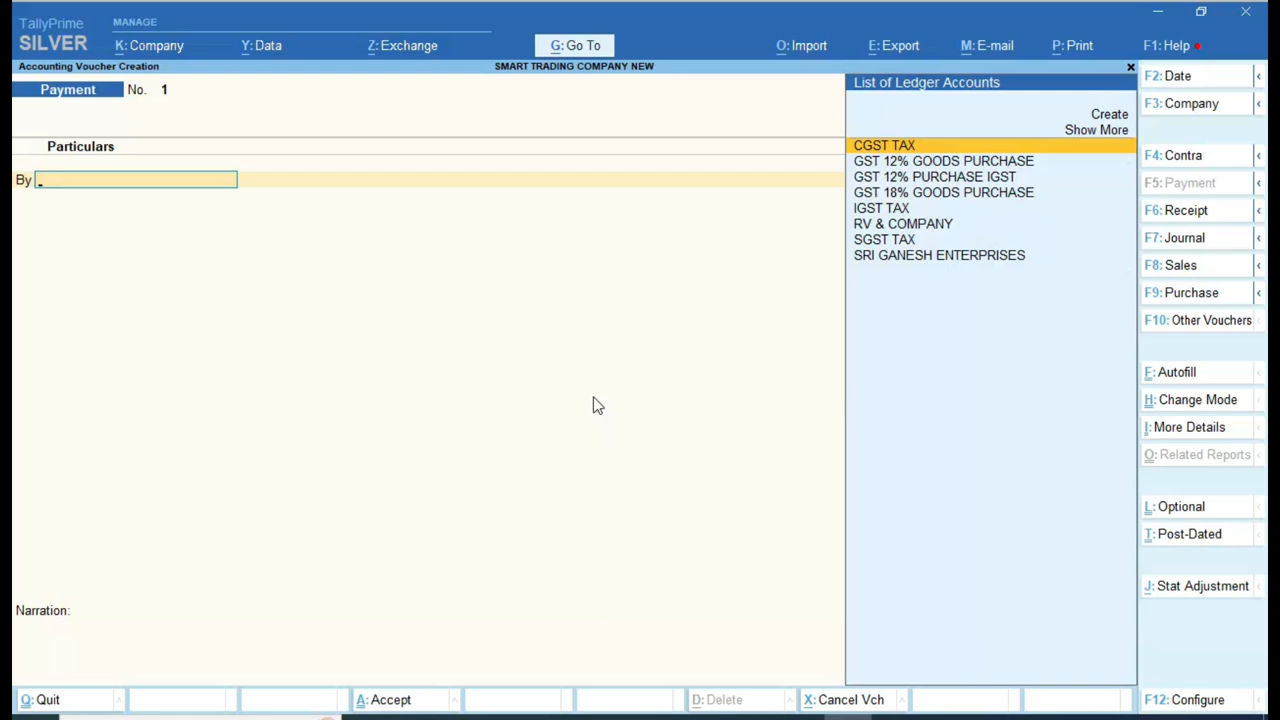 TallyPrime
SILVER
MANAGE
K: Company
Y: Data
Z: Exchange
G: Go To
O: Import
E: Export
M: E-mail
P: Print
F1: Help
Accounting Voucher Creation
SMART TRADING COMPANY NEW
Payment No. 1
Particulars
By
Narration:
List of Ledger Accounts
Create
Show More
CGST TAX
GST 12% GOODS PURCHASE
GST 12% PURCHASE IGST
GST 18% GOODS PURCHASE
IGST TAX
RV & COMPANY
SGST TAX
SRI GANESH ENTERPRISES
F2: Date
F3: Company
F4: Contra
F5: Payment
F6: Receipt
F7: Journal
F8: Sales
F9: Purchase
F10: Other Vouchers
F: Autofill
H: Change Mode
I: More Details
O: Related Reports
L: Optional
T: Post-Dated
J: Stat Adjustment
Q: Quit
A: Accept
D: Delete
X: Cancel Vch
F12: Configure